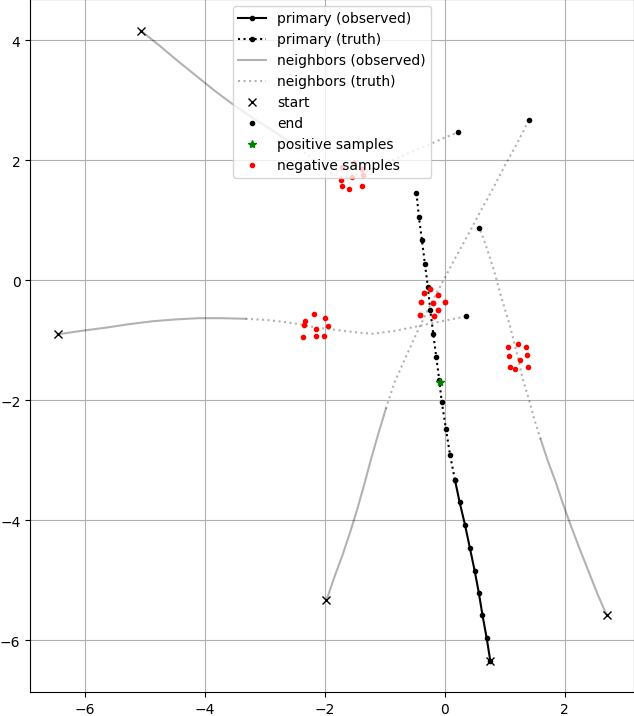 primary (observed)
primary (truth)
neighbors (observed)
neighbors (truth)
start
end
positive samples
negative samples
4
2
0
−2
−4
−6
−6 −4 −2 0 2